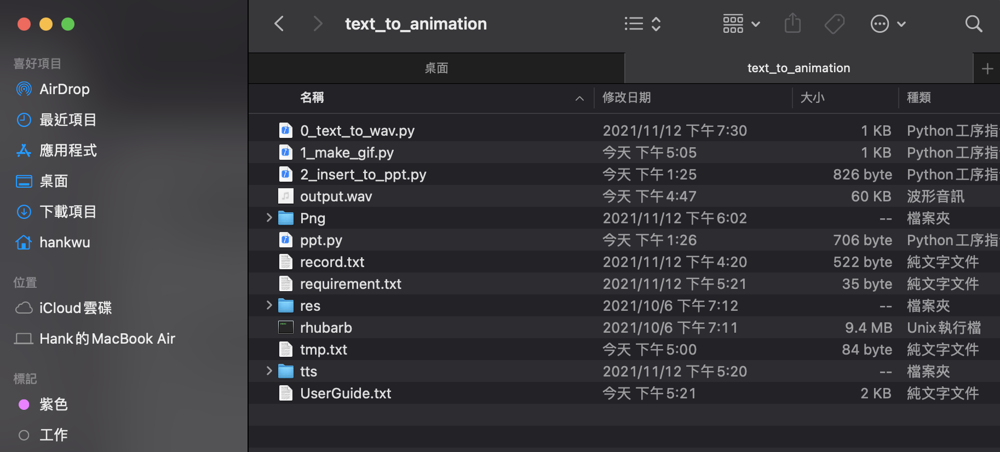 text_to_animation
桌面
text_to_animation
喜好項目
AirDrop
最近項目
應用程式
桌面
下載項目
hankwu
位置
iCloud雲碟
Hank的MacBook Air
標記
紫色
工作
名稱 修改日期 大小 種類
0_text_to_wav.py 2021/11/12 下午7:30 1 KB Python工序指
1_make_gif.py 今天 下午5:05 1 KB Python工序指
2_insert_to_ppt.py 今天 下午1:25 826 byte Python工序指
output.wav 今天 下午4:47 60 KB 波形音訊
Png 2021/11/12 下午6:02 -- 檔案夾
ppt.py 今天 下午1:26 706 byte Python工序指
record.txt 2021/11/12 下午4:20 522 byte 純文字文件
requirement.txt 2021/11/12 下午5:21 35 byte 純文字文件
res 2021/10/6 下午7:12 -- 檔案夾
rhubarb 2021/10/6 下午7:11 9.4 MB Unix執行檔
tmp.txt 今天 下午5:00 84 byte 純文字文件
tts 2021/11/12 下午5:20 -- 檔案夾
UserGuide.txt 今天 下午5:21 2 KB 純文字文件